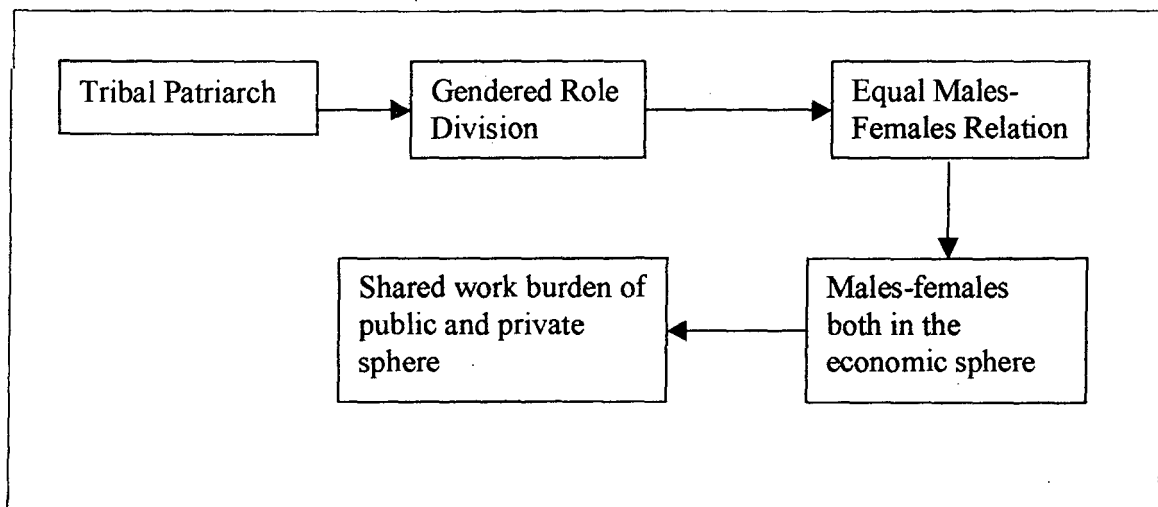 Tribal Patriarch
Gendered Role
Division
Equal Males-
Females Relation
Males-females
both in the
economic sphere
Shared work burden of
public and private
sphere